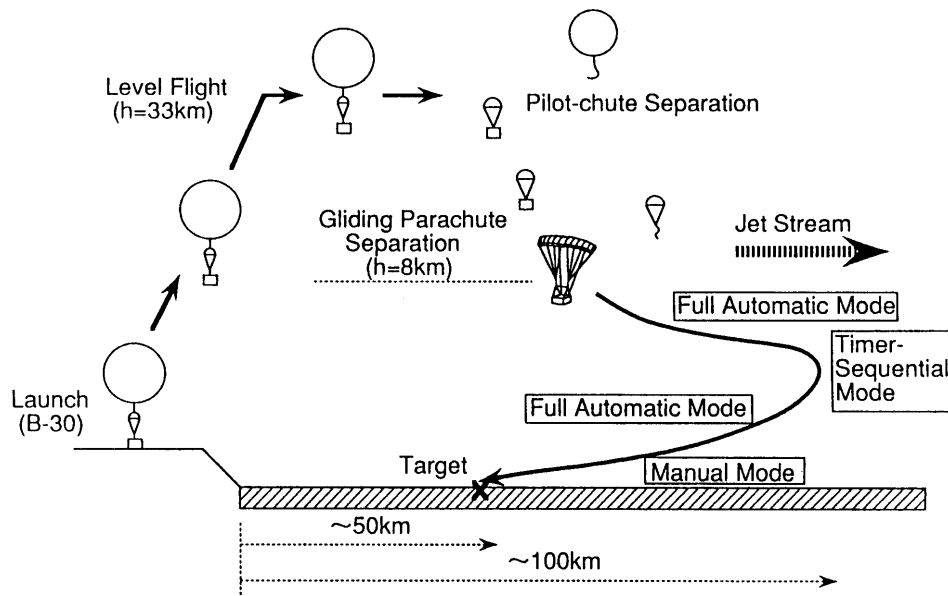 Level Flight
(h=33km)
Pilot-chute Separation
Gliding Parachute
Separation
(h=8km)
Jet Stream
Full Automatic Mode
Timer-
Sequential
Mode
Launch
(B-30)
Full Automatic Mode
Target
Manual Mode
~50km
~100km